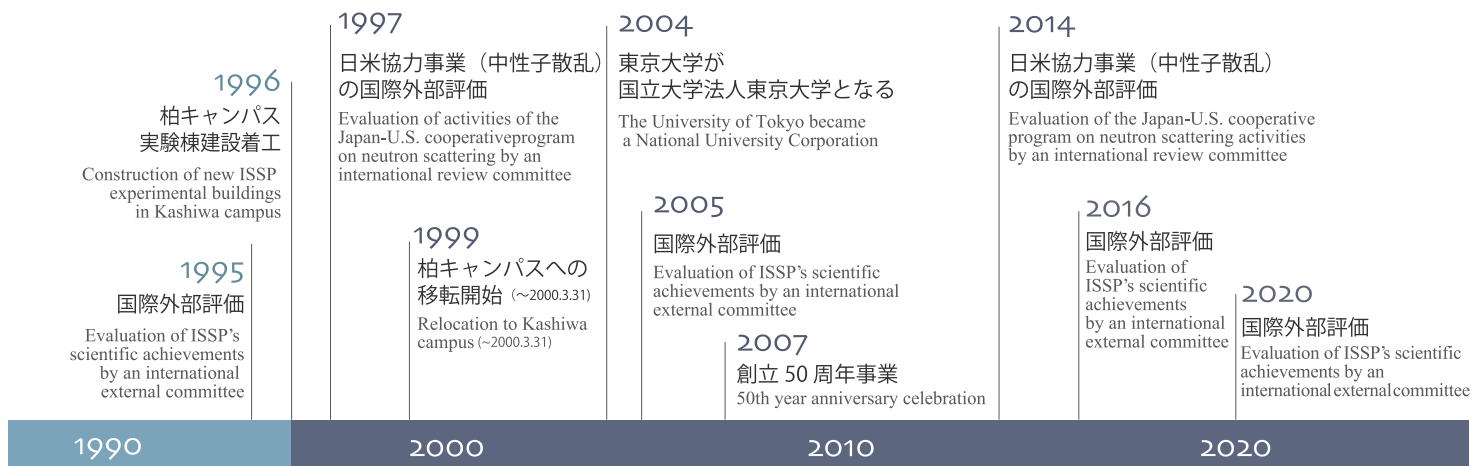 1996
柏キャンパス
実験棟建設着工
Construction of new ISSP
experimental buildings
in Kashiwa campus
1995
国際外部評価
Evaluation of ISSP's
scientific achievements
by an international
external committee
1997
日米協力事業（中性子散乱）
の国際外部評価
Evaluation of activities of the
Japan-U.S. cooperativeprogram
on neutron scattering by an
international review committee
1999
柏キャンパスへの
移転開始（～2000.3.31）
Relocation to Kashiwa
campus (~2000.3.31)
2004
東京大学が
国立大学法人東京大学となる
The University of Tokyo became
a National University Corporation
2005
国際外部評価
Evaluation of ISSP's scientific
achievements by an international
external committee
2007
創立 50 周年事業
50th year anniversary celebration
2014
日米協力事業（中性子散乱）
の国際外部評価
Evaluation of the Japan-U.S. cooperative
program on neutron scattering activities
by an international review committee
2016
国際外部評価
Evaluation of
ISSP's scientific
achievements
by an international
external committee
2020
国際外部評価
Evaluation of ISSP's scientific
achievements by an
international external committee
1990
2000
2010
2020